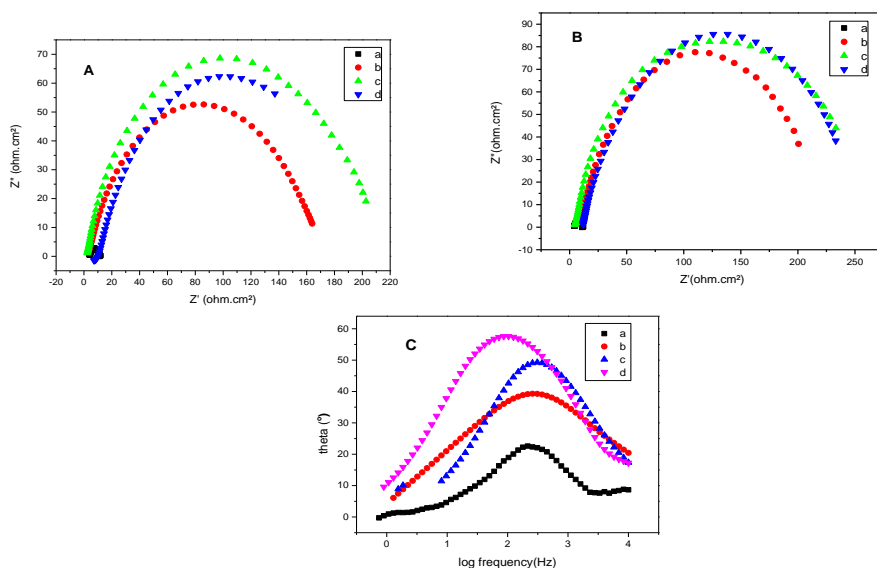 A
a
b
c
d
Z" (ohm.cm²)
70
60
50
40
30
20
10
0
-20 0 20 40 60 80 100 120 140 160 180 200 220
Z' (ohm.cm²)
B
a
b
c
d
Z"(ohm.cm²)
90
80
70
60
50
40
30
20
10
0
-10
0 50 100 150 200 250
Z'(ohm.cm²)
C
a
b
c
d
theta (°)
60
50
40
30
20
10
0
0 1 2 3 4
log frequency(Hz)